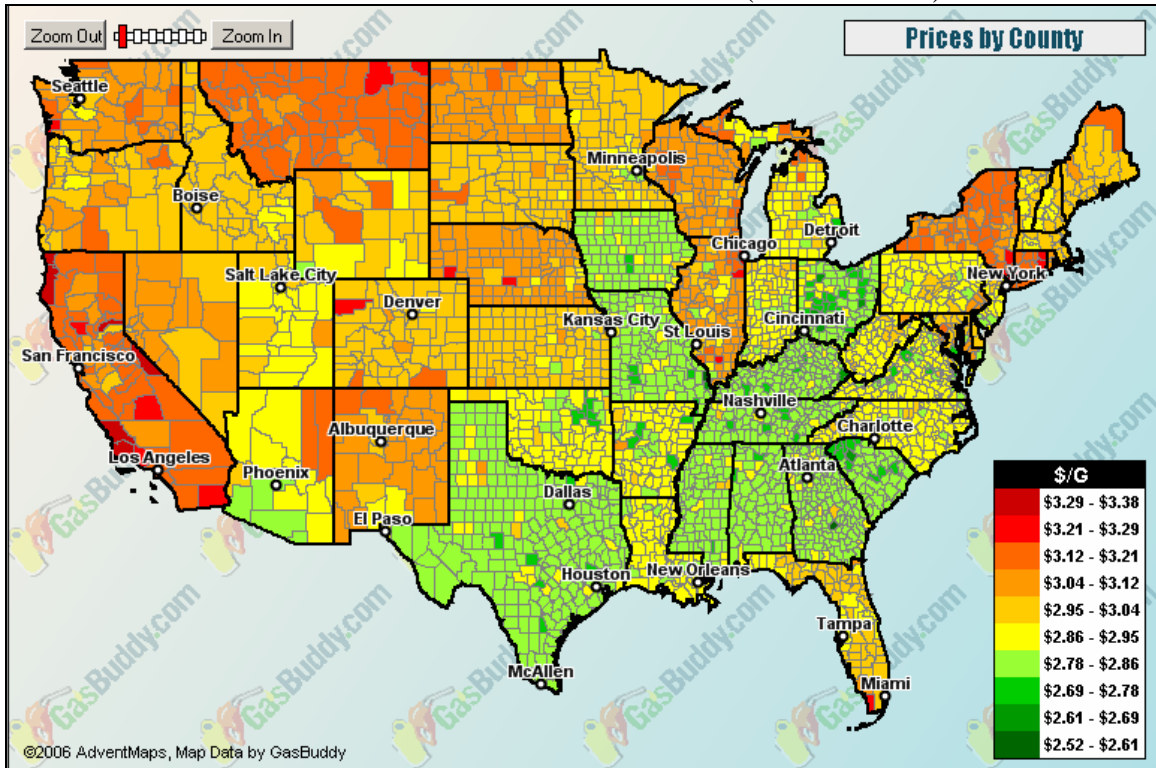 Zoom Out
Zoom In
Prices by County
Seattle
Minneapolis
Boise
Detroit
Chicago
New York
Salt Lake City
Denver
Kansas City
St Louis
Cincinnati
San Francisco
Nashville
Charlotte
Albuquerque
Los Angeles
Phoenix
Atlanta
Dallas
El Paso
Houston
New Orleans
Tampa
McAllen
Miami
$/G
$3.29 - $3.38
$3.21 - $3.29
$3.12 - $3.21
$3.04 - $3.12
$2.95 - $3.04
$2.86 - $2.95
$2.78 - $2.86
$2.69 - $2.78
$2.61 - $2.69
$2.52 - $2.61
GasBuddy.com
©2006 AdventMaps, Map Data by GasBuddy